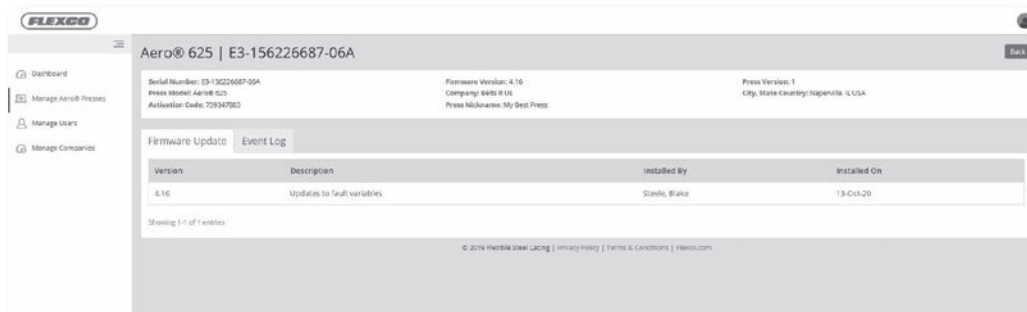 FLEXCO
Aero® 625 | E3-156226687-06A
Back
Dashboard
Manage Aero® Presses
Manage Users
Manage Companies
Serial Number: E3-156226687-06A
Press Model: Aero® 625
Activation Code: 739347883
Firmware Version: 4.16
Company: Belts R Us
Press Nickname: My Best Press
Press Version: 1
City, State Country: Naperville, IL USA
Firmware Update Event Log
Version Description Installed By Installed On
4.16 Updates to fault variables Steele, Blake 13-Oct-20
Showing 1-1 of 1 entries
© 2019 Flexible Steel Lacing | Privacy Policy | Terms & Conditions | Flexco.com